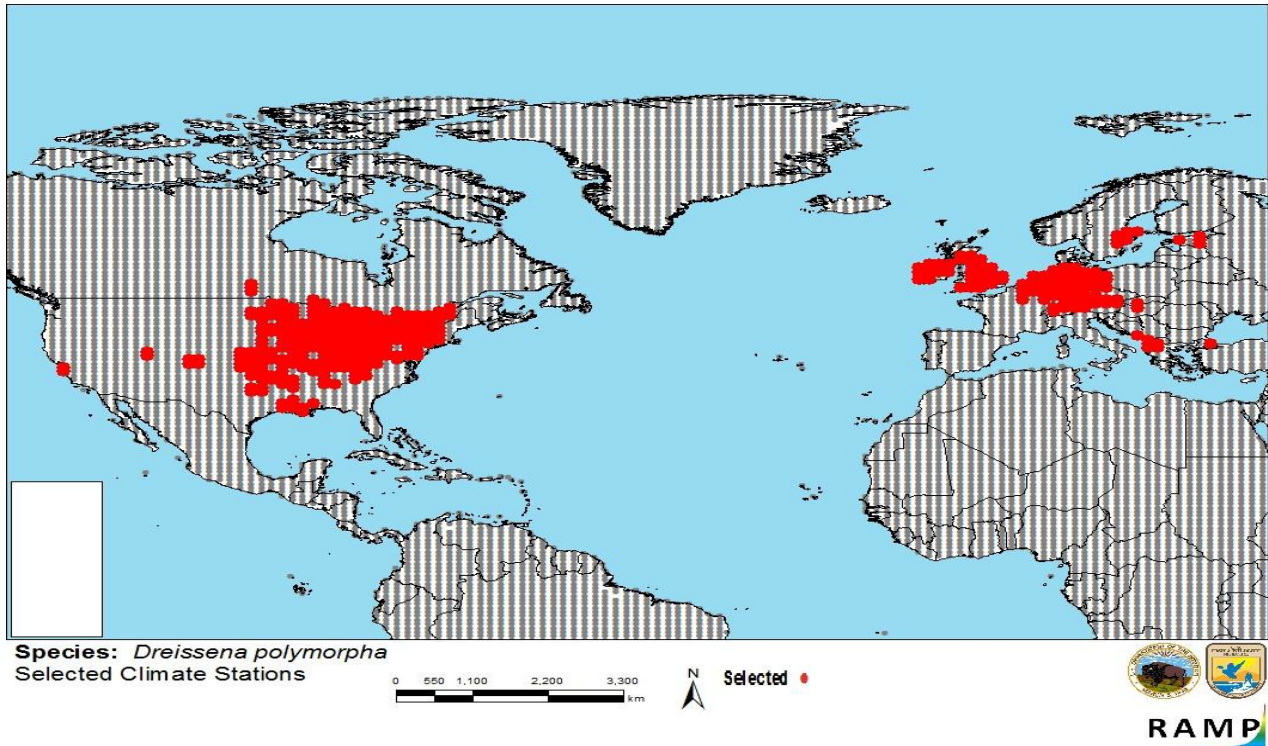 Species: Dreissena polymorpha
Selected Climate Stations
0 550 1,100 2,200 3,300
km
N
Selected
RAMP